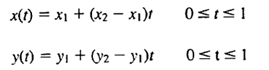 x(t) = x₁ + (x₂ − x₁)t 0 ≤ t ≤ 1
y(t) = y₁ + (y₂ − y₁)t 0 ≤ t ≤ 1